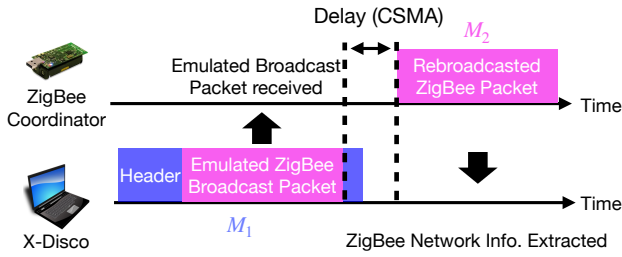 Delay (CSMA)
M2
Emulated Broadcast
Packet received
Rebroadcasted
ZigBee Packet
ZigBee
Coordinator
Time
Header
Emulated ZigBee
Broadcast Packet
Time
X-Disco
M1
ZigBee Network Info. Extracted